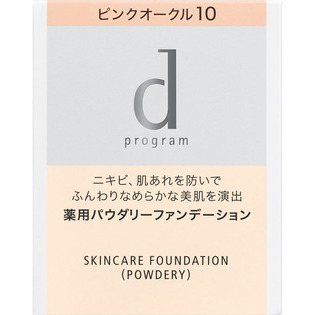 ピンクオークル10
d
program
ニキビ、肌あれを防いで
ふんわりなめらかな美肌を演出
薬用パウダリーファンデーション
SKINCARE FOUNDATION
(POWDERY)